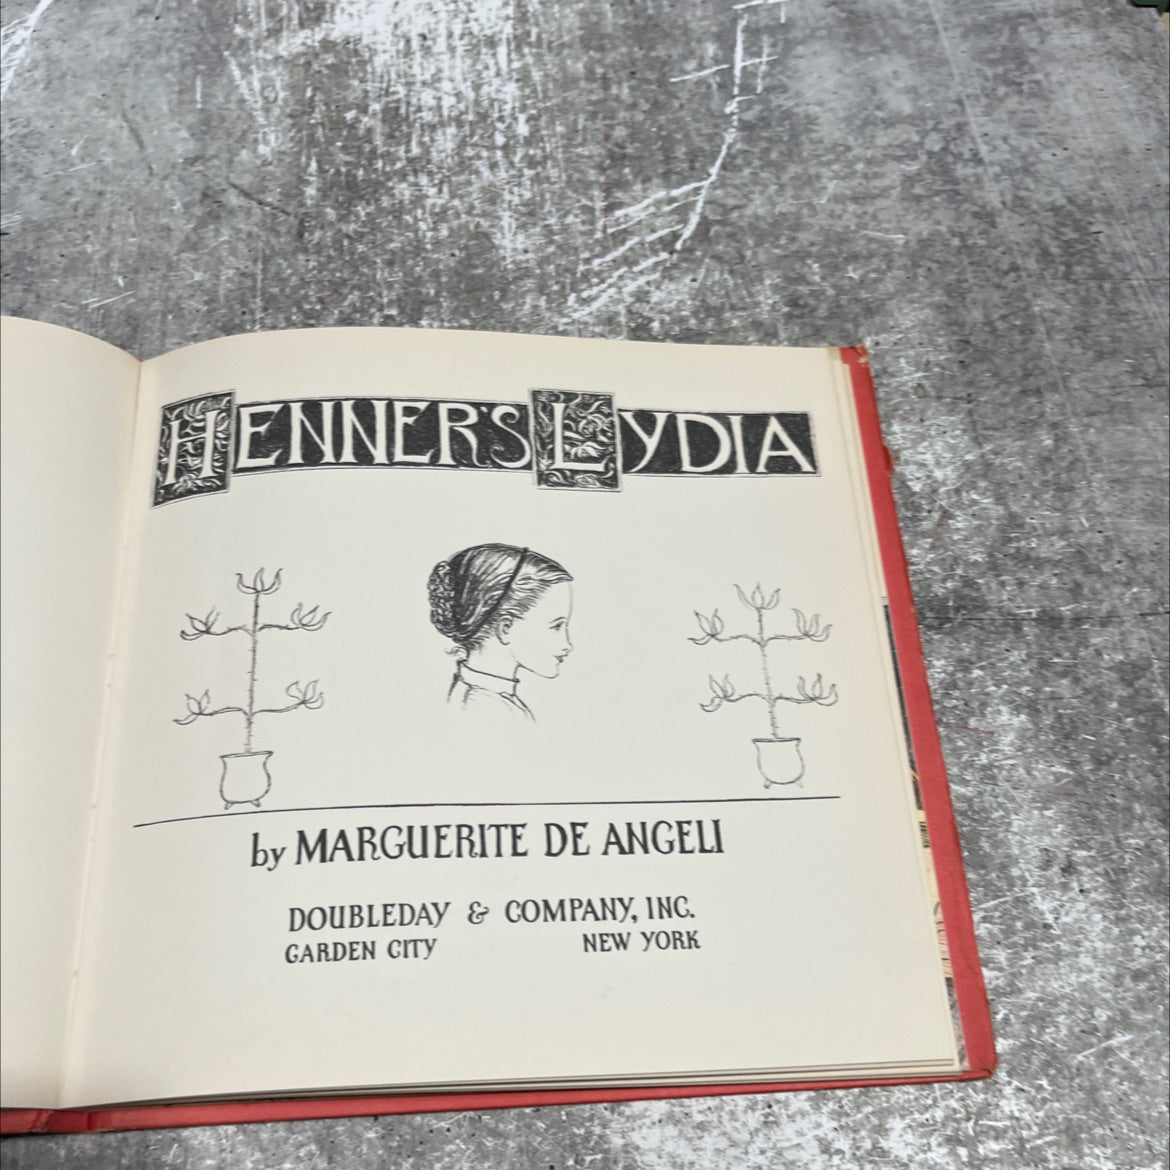 HENNER'S LYDIA
by MARGUERITE DE ANGELI
DOUBLEDAY & COMPANY, INC.
GARDEN CITY NEW YORK